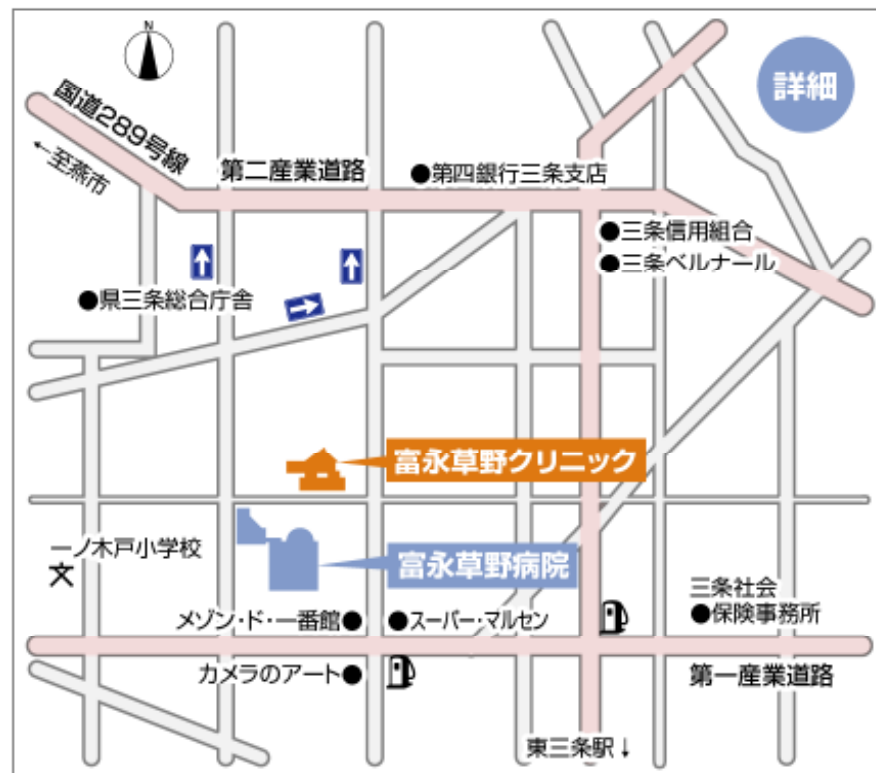 N
詳細
国道289号線
←至燕市
第二産業道路
●第四銀行三条支店
●三条信用組合
●三条ベルナール
●県三条総合庁舎
富永草野クリニック
一ノ木戸小学校
富永草野病院
三条社会
●保険事務所
メゾン・ド・一番館●
●スーパー・マルセン
カメラのアート●
第一産業道路
東三条駅↓